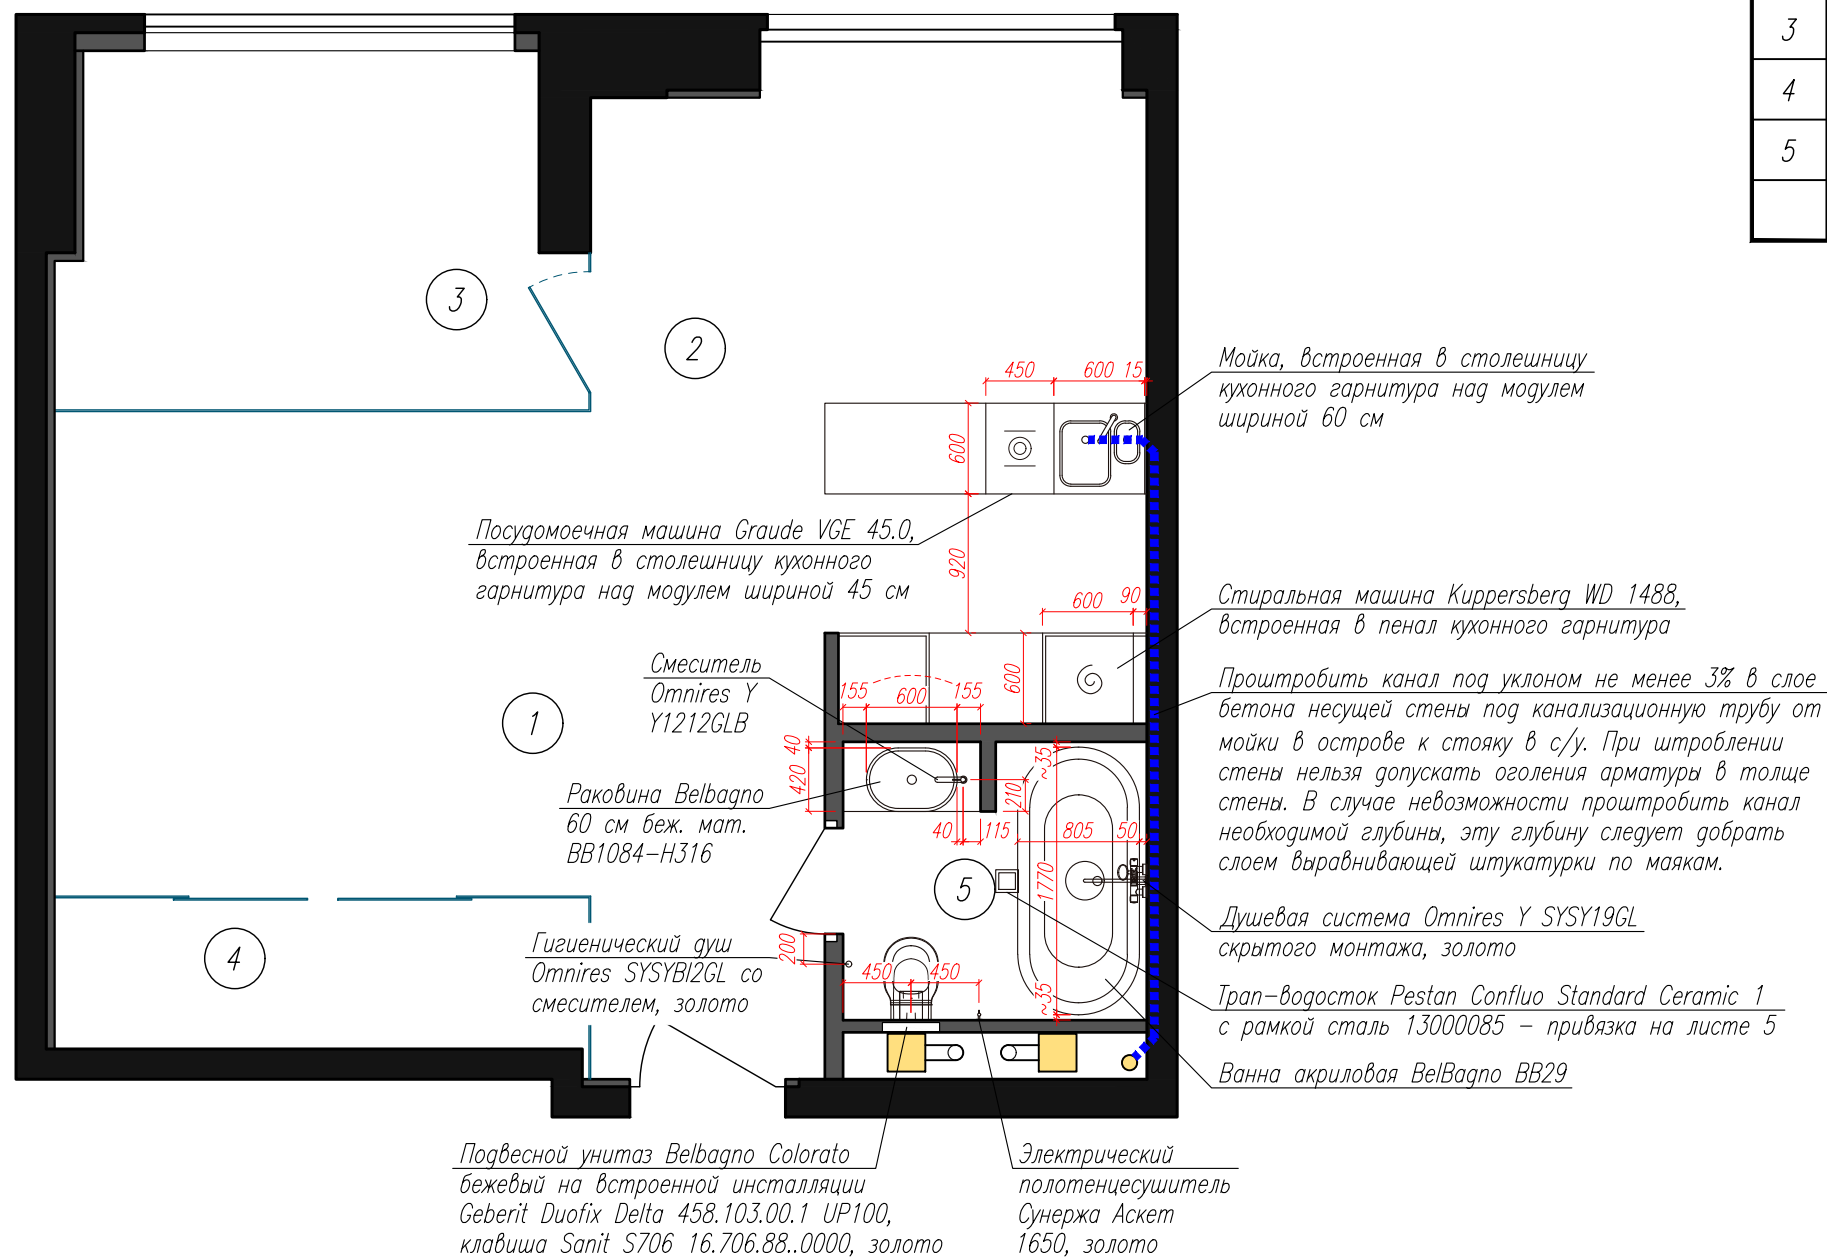 3
4
5
3
2
450
600 15
600
920
Мойка, встроенная в столешницу
кухонного гарнитура над модулем
шириной 60 см
Посудомоечная машина Graude VGE 45.0,
встроенная в столешницу кухонного
гарнитура над модулем шириной 45 см
600
90
600
Стиральная машина Kuppersberg WD 1488,
встроенная в пенал кухонного гарнитура
Смеситель
Omnires Y
Y1212GLB
155
600
155
1
Проштробить канал под уклоном не менее 3% в слое
бетона несущей стены под канализационную трубу от
мойки в острове к стояку в с/у. При штроблении
стены нельзя допускать оголения арматуры в толще
стены. В случае невозможности проштробить канал
необходимой глубины, эту глубину следует добрать
слоем выравнивающей штукатурки по маякам.
40
420
~35
210
Раковина Belbagno
60 см беж. мат.
BB1084-H316
40
115
805
50
1770
5
4
Душевая система Omnires Y SYSY19GL
скрытого монтажа, золото
Гигиенический душ
Omnires SYSYBI2GL со
смесителем, золото
200
450
450
~35
Трап-водосток Pestan Confluo Standard Ceramic 1
с рамкой сталь 13000085 – привязка на листе 5
Ванна акриловая BelBagno BB29
Подвесной унитаз Belbagno Colorato
бежевый на встроенной инсталляции
Geberit Duofix Delta 458.103.00.1 UP100,
клавиша Sanit S706 16.706.88..0000, золото
Электрический
полотенцесушитель
Сунержа Аскет
1650, золото